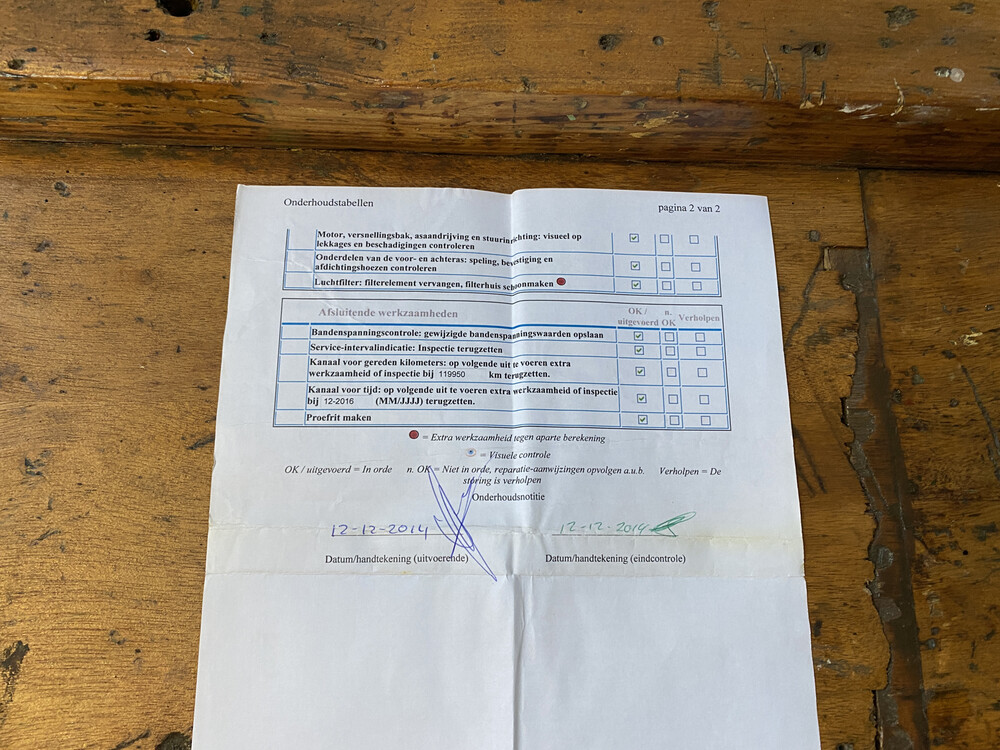 Onderhoudstabellen pagina 2 van 2
Motor, versnellingsbak, asaandrijving en stuurinrichting: visueel op
lekkages en beschadigingen controleren
Onderdelen van de voor- en achteras: speling, bevestiging en
afdichtingshoezen controleren
Luchtfilter: filterelement vervangen, filterhuis schoonmaken
Afsluitende werkzaamheden OK / uitgevoerd n. OK Verholpen
Bandenspanningscontrole: gewijzigde bandenspanningswaarden opslaan
Service-intervalindicatie: Inspectie terugzetten
Kanaal voor gereden kilometers: op volgende uit te voeren extra
werkzaamheid of inspectie bij 119950 km terugzetten.
Kanaal voor tijd: op volgende uit te voeren extra werkzaamheid of inspectie
bij 12-2016 (MM/JJJJ) terugzetten.
Proefrit maken
= Extra werkzaamheid tegen aparte berekening
= Visuele controle
OK / uitgevoerd = In orde n. OK = Niet in orde, reparatie-aanwijzingen opvolgen a.u.b. Verholpen = De
storing is verholpen
Onderhoudsnotitie
12-12-2014 12-12-2014
Datum/handtekening (uitvoerende) Datum/handtekening (eindcontrole)